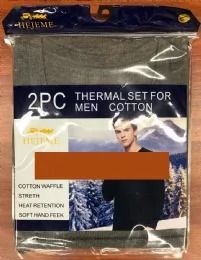 HEJEME
2PC THERMAL SET FOR
MEN COTTON
HEJEME
COTTON WAFFLE
STRETH
HEAT RETENTION
SOFT HAND FEEK